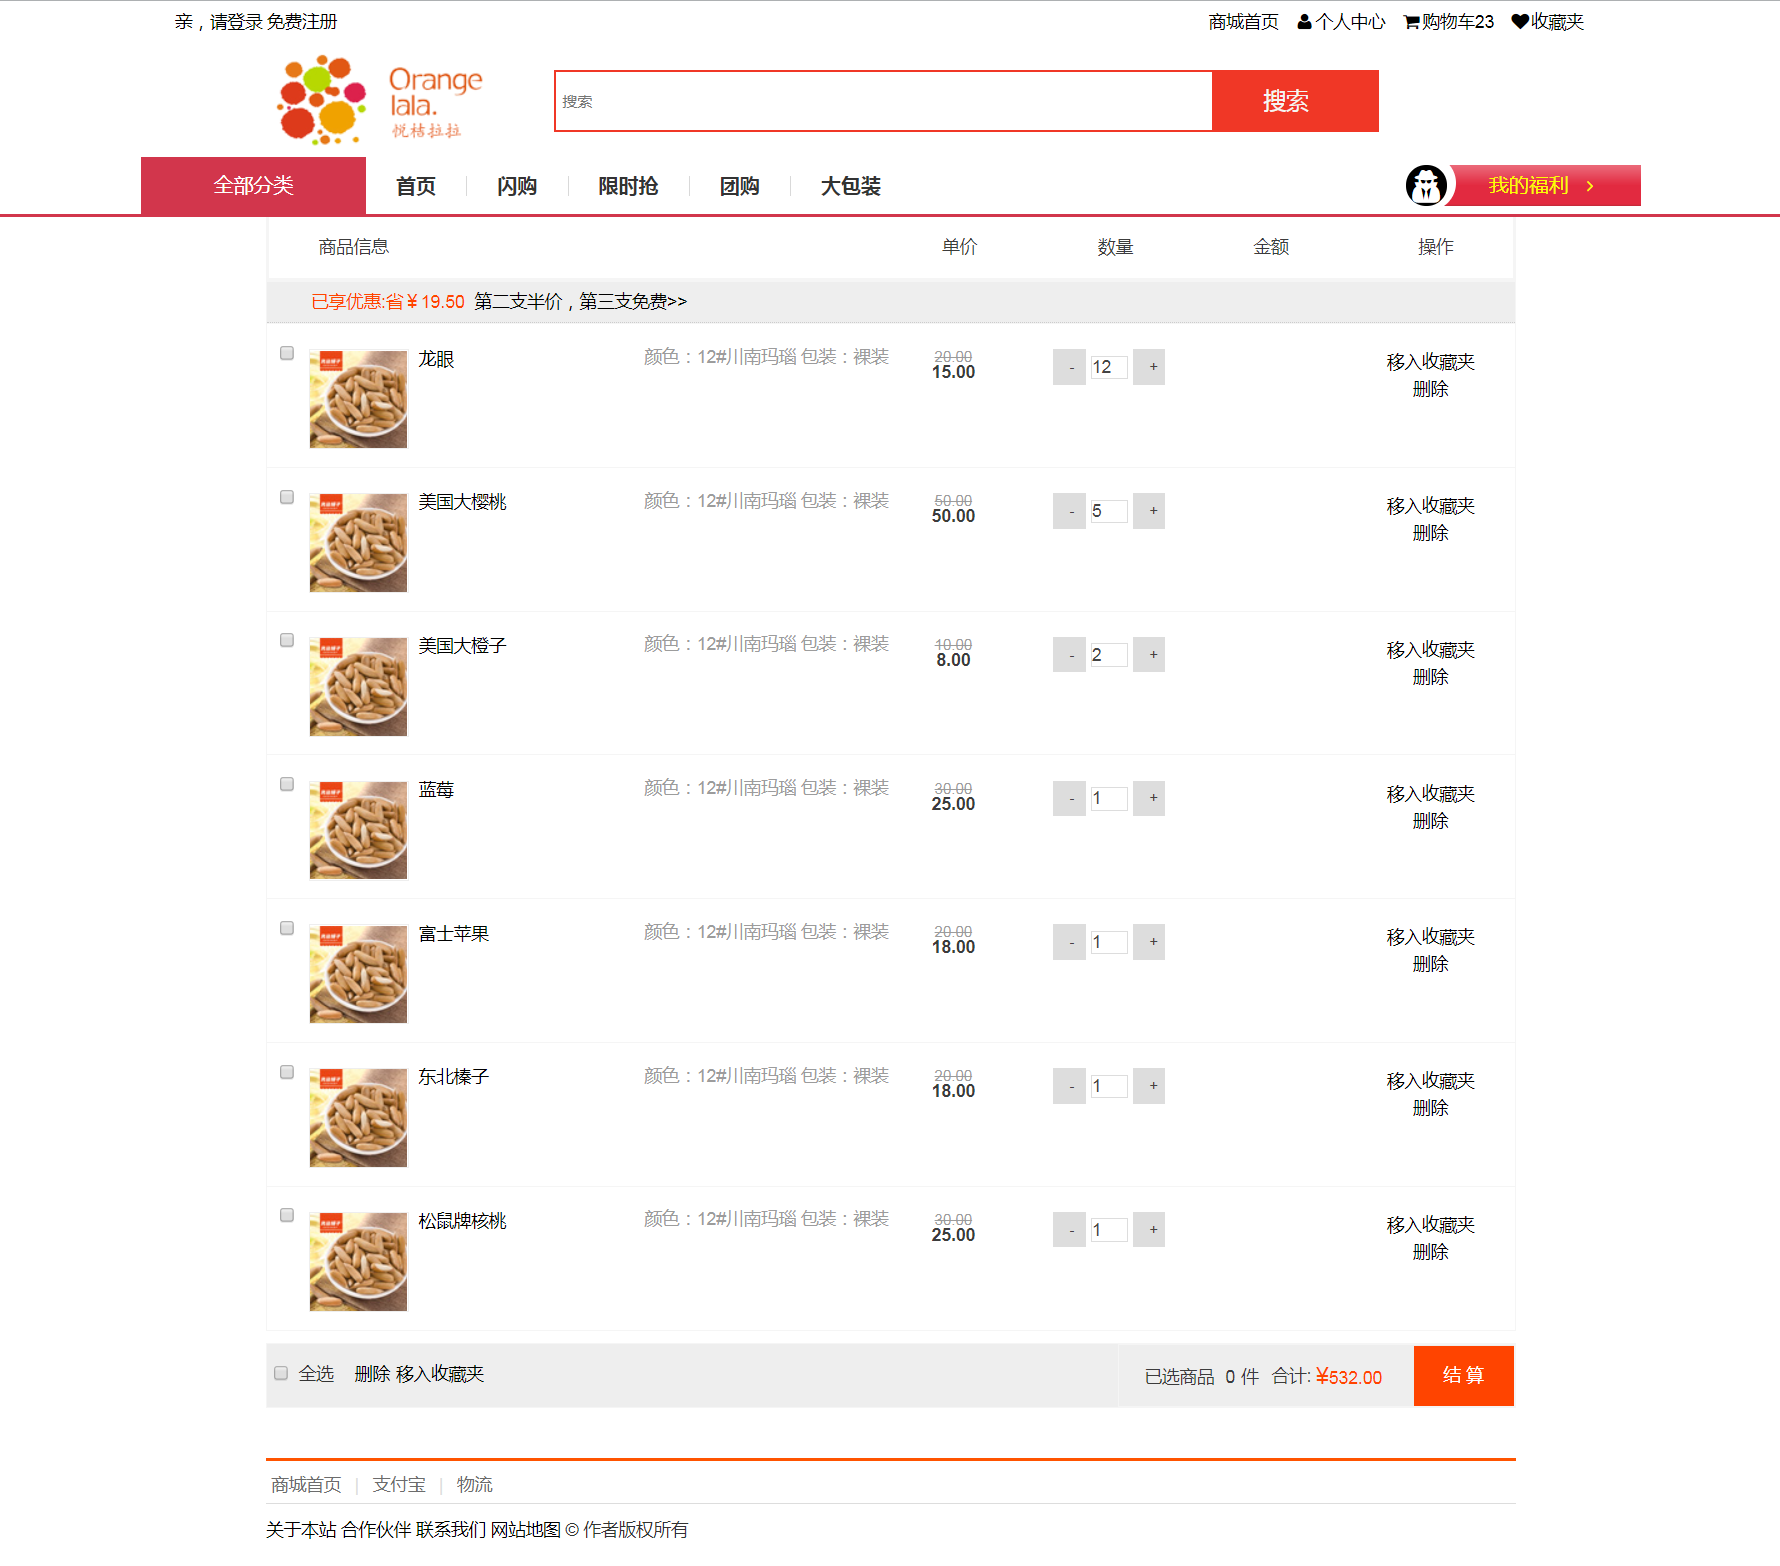 亲，请登录 免费注册
商城首页 个人中心 购物车23 收藏夹
Orange
lala.
悦桔拉拉
搜索
搜索
全部分类 首页 闪购 限时抢 团购 大包装 我的福利 ›
商品信息 单价 数量 金额 操作
已享优惠:省¥ 19.50 第二支半价，第三支免费>>
龙眼 颜色：12#川南玛瑙 包装：裸装 20.00 - 12 + 移入收藏夹
15.00 删除
美国大樱桃 颜色：12#川南玛瑙 包装：裸装 50.00 - 5 + 移入收藏夹
50.00 删除
美国大橙子 颜色：12#川南玛瑙 包装：裸装 10.00 - 2 + 移入收藏夹
8.00 删除
蓝莓 颜色：12#川南玛瑙 包装：裸装 30.00 - 1 + 移入收藏夹
25.00 删除
富士苹果 颜色：12#川南玛瑙 包装：裸装 20.00 - 1 + 移入收藏夹
18.00 删除
东北榛子 颜色：12#川南玛瑙 包装：裸装 20.00 - 1 + 移入收藏夹
18.00 删除
松鼠牌核桃 颜色：12#川南玛瑙 包装：裸装 30.00 - 1 + 移入收藏夹
25.00 删除
全选 删除 移入收藏夹 已选商品 0 件 合计: ¥532.00 结 算
商城首页 | 支付宝 | 物流
关于本站 合作伙伴 联系我们 网站地图 © 作者版权所有